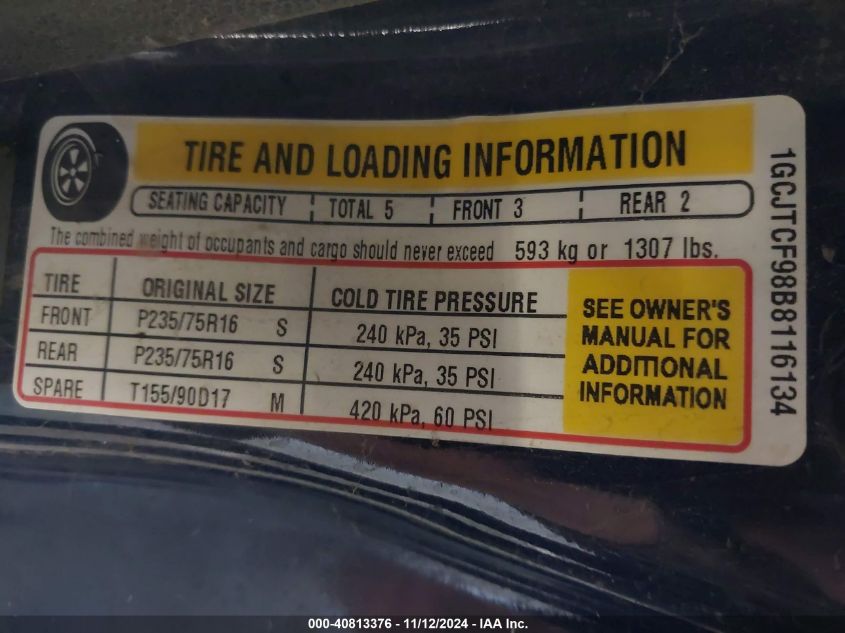 TIRE AND LOADING INFORMATION
SEATING CAPACITY TOTAL 5 FRONT 3 REAR 2
The combined weight of occupants and cargo should never exceed 593 kg or 1307 lbs.
TIRE ORIGINAL SIZE COLD TIRE PRESSURE
FRONT P235/75R16 S 240 kPa, 35 PSI
REAR P235/75R16 S 240 kPa, 35 PSI
SPARE T155/90D17 M 420 kPa, 60 PSI
SEE OWNER'S
MANUAL FOR
ADDITIONAL
INFORMATION
1GCJTCF98B8116134
000-40813376 - 11/12/2024 - IAA Inc.